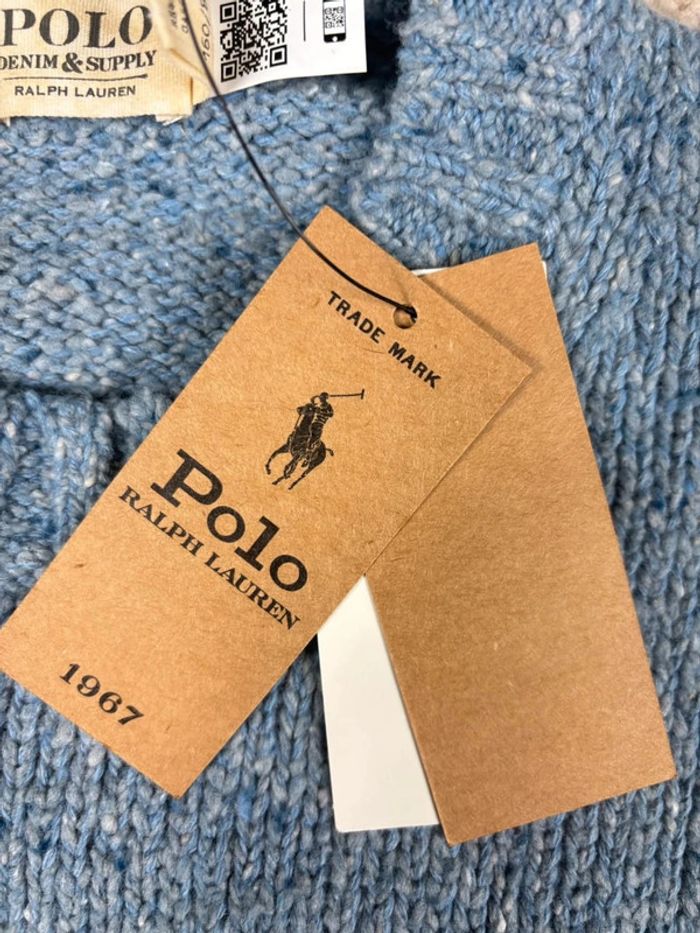 POLO
DENIM & SUPPLY
RALPH LAUREN
TRADE MARK
Polo
RALPH LAUREN
1967